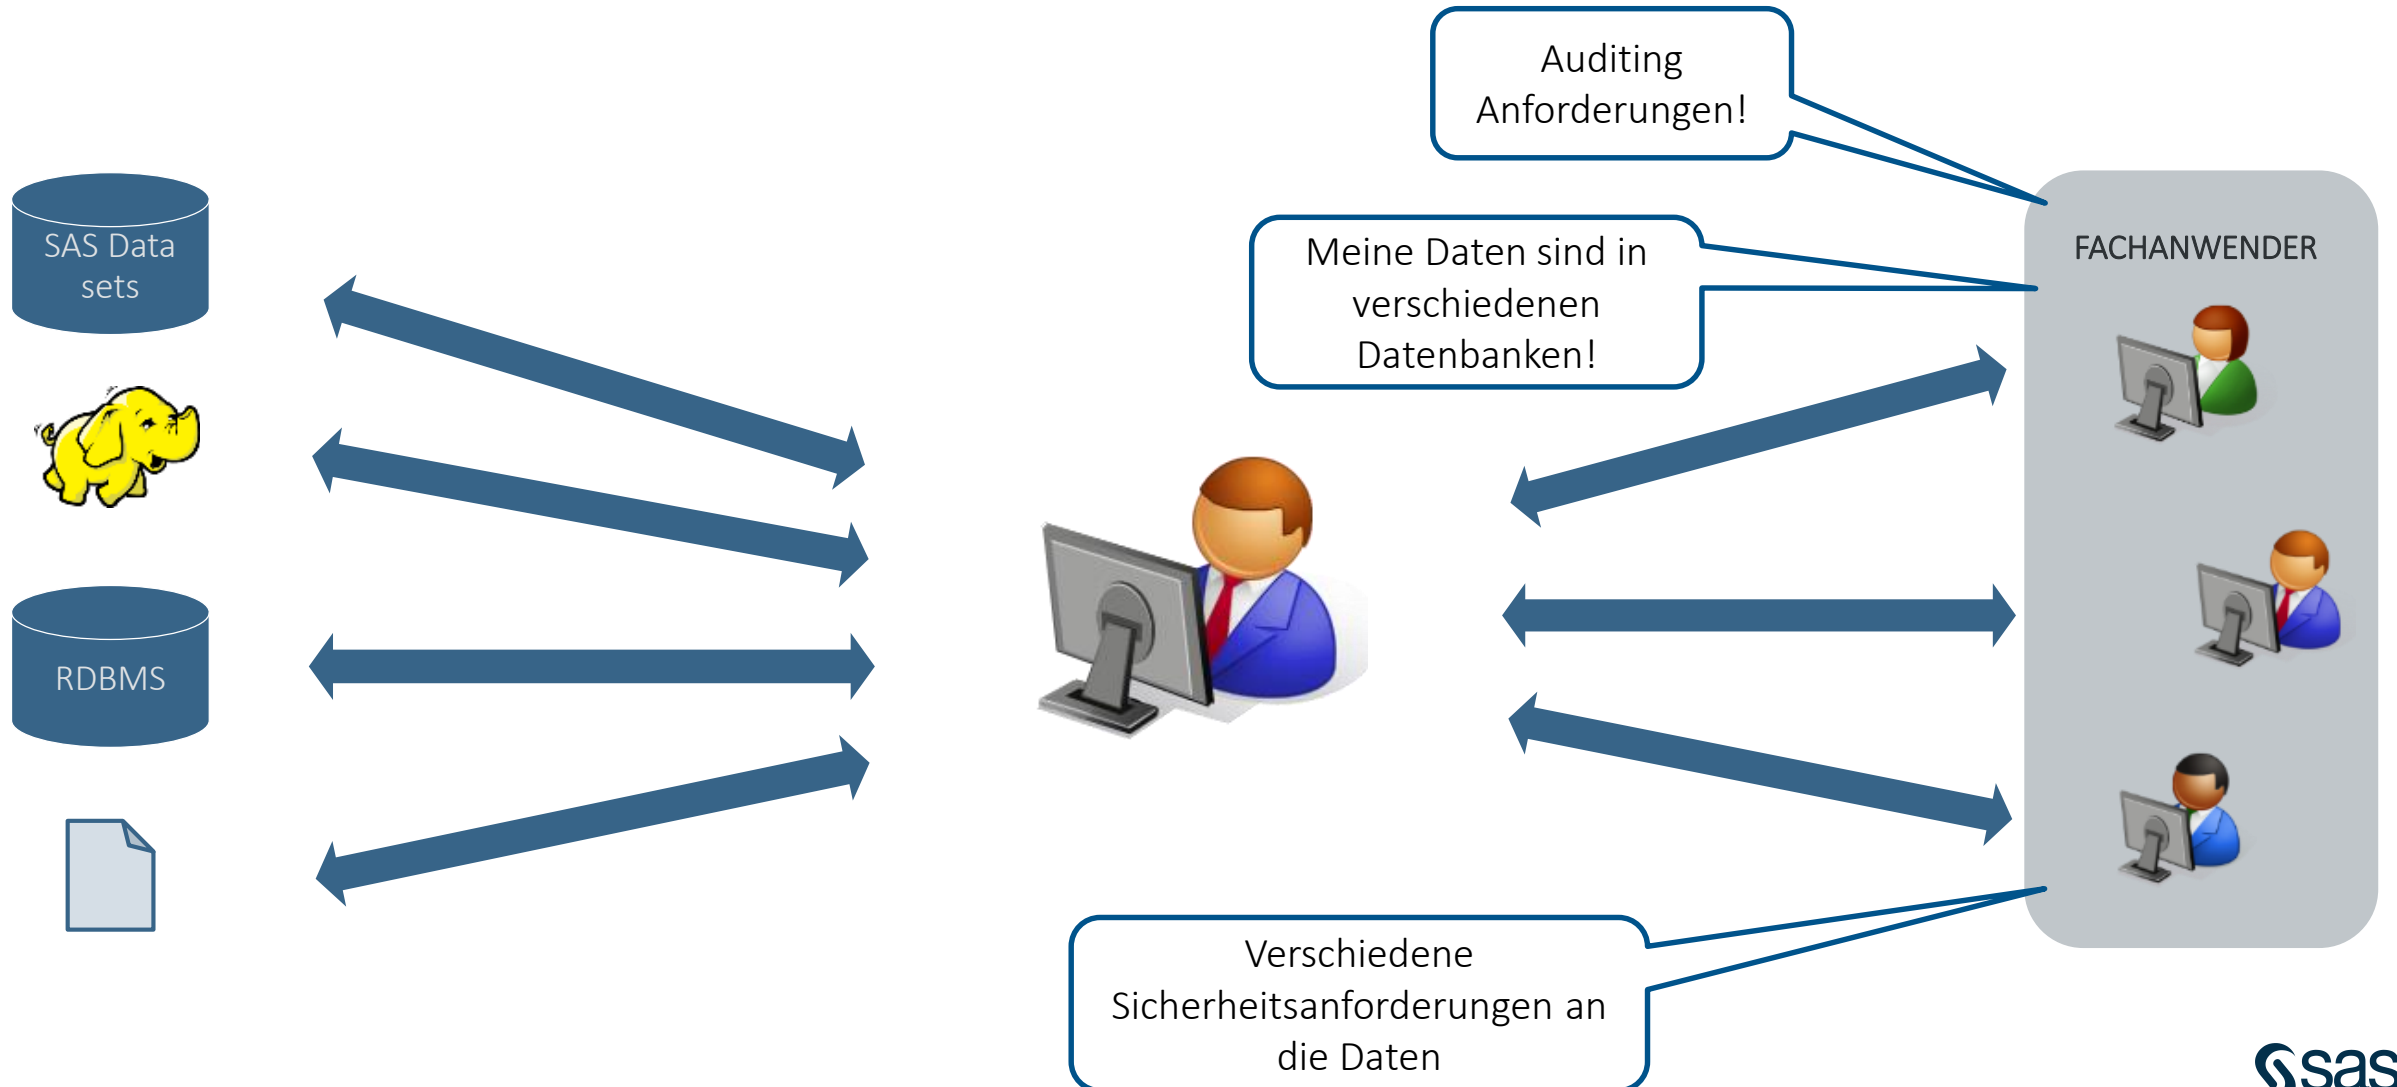 Auditing
Anforderungen!
SAS Data
sets
Meine Daten sind in
verschiedenen
Datenbanken!
FACHANWENDER
RDBMS
Verschiedene
Sicherheitsanforderungen an
die Daten
sas